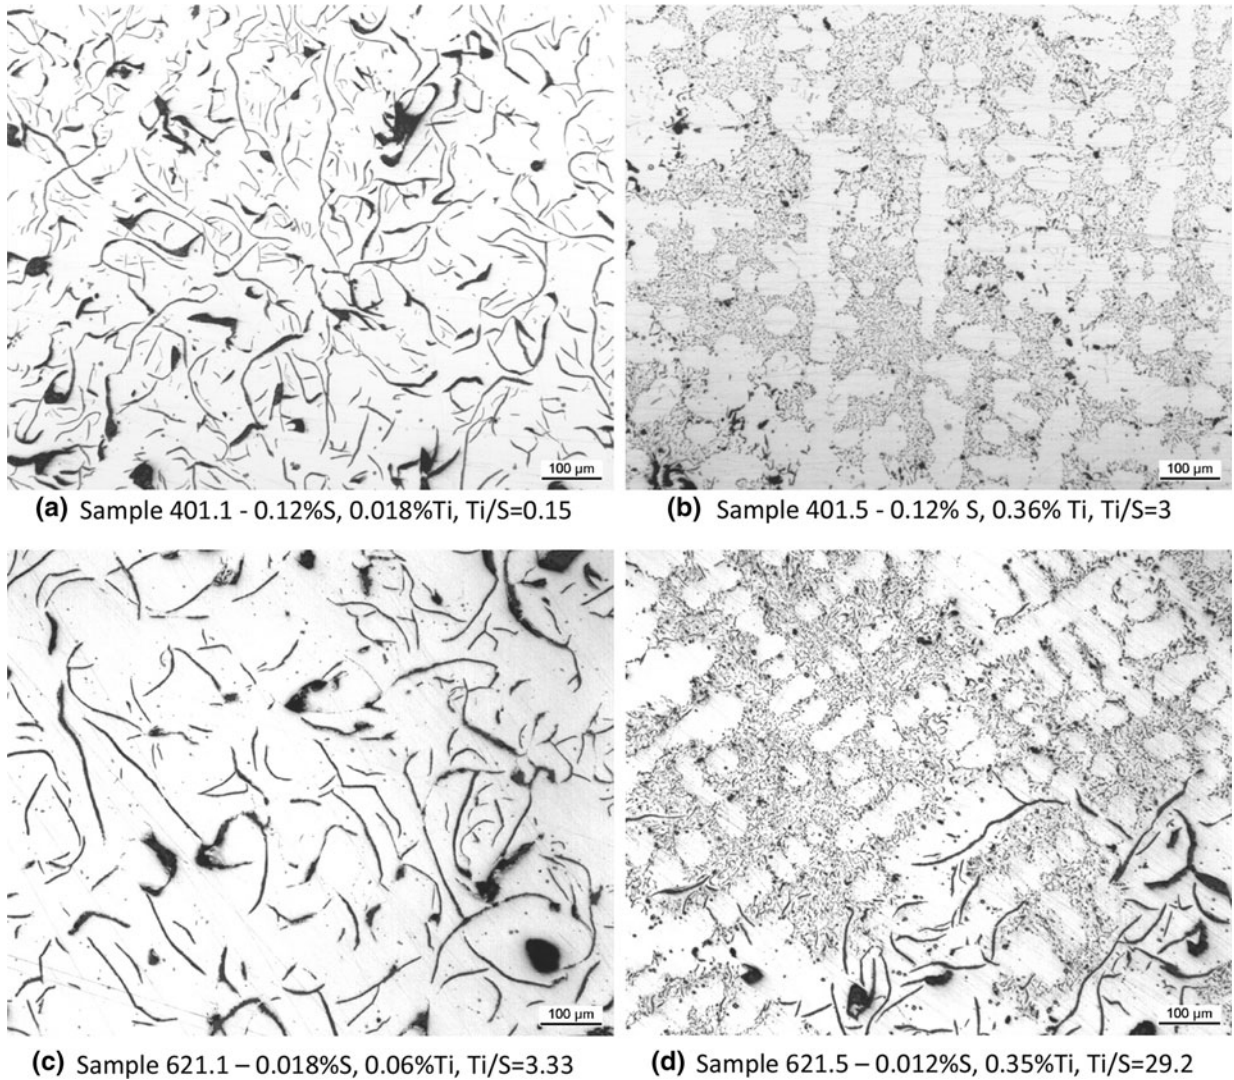 100 µm
100 µm
(a) Sample 401.1 - 0.12%S, 0.018%Ti, Ti/S=0.15
(b) Sample 401.5 - 0.12% S, 0.36% Ti, Ti/S=3
100 µm
100 µm
(c) Sample 621.1 – 0.018%S, 0.06%Ti, Ti/S=3.33
(d) Sample 621.5 – 0.012%S, 0.35%Ti, Ti/S=29.2